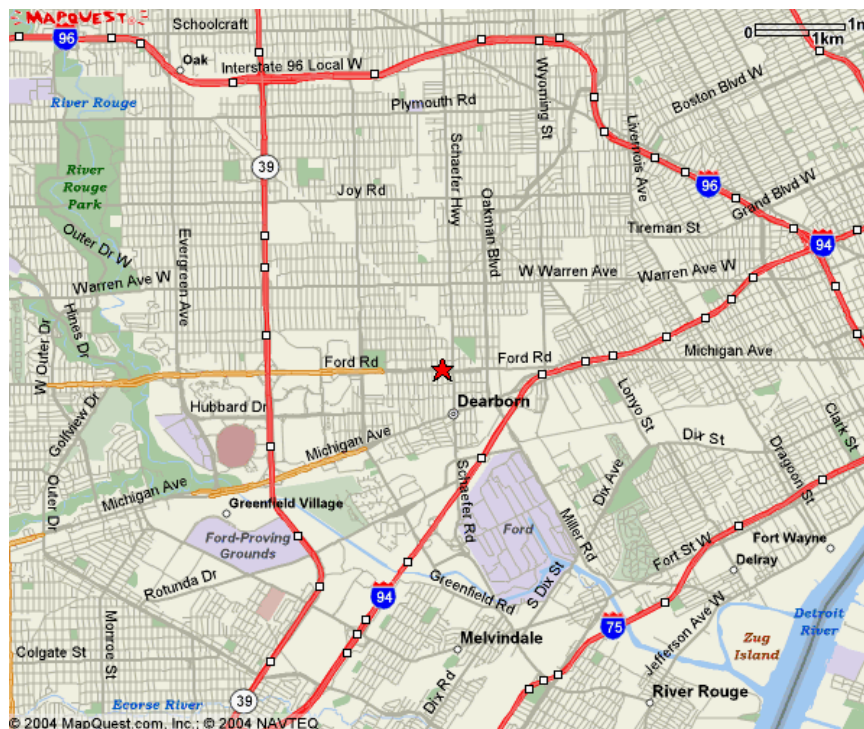 MAPQUEST
Schoolcraft
0
1m
1km
96
Oak
Interstate 96 Local W
Wyoming St
Boston Blvd W
River Rouge
Plymouth Rd
Schaefer Hwy
Livernois Ave
39
River
Rouge
Park
Joy Rd
96
Grand Blvd W
Oakman Blvd
Tireman St
Outer Dr W
Evergreen Ave
94
W Warren Ave
Warren Ave W
Warren Ave W
Hines Dr
W Outer Dr
Ford Rd
Ford Rd
Michigan Ave
Golfview Dr
Hubbard Dr
Dearborn
Lonyo St
Clark St
Michigan Ave
Dix St
Dragoon St
Outer Dr
Michigan Ave
Schaefer Rd
Dix Ave
Greenfield Village
Ford
Miller Rd
Ford-Proving
Grounds
Fort St W
Fort Wayne
Delray
Rotunda Dr
Greenfield Rd
S Dix St
94
Monroe St
75
Jefferson Ave W
Detroit
River
Zug
Island
Melvindale
Colgate St
Dix Rd
River Rouge
Ecorse River
39
© 2004 MapQuest.com, Inc.; © 2004 NAVTEQ